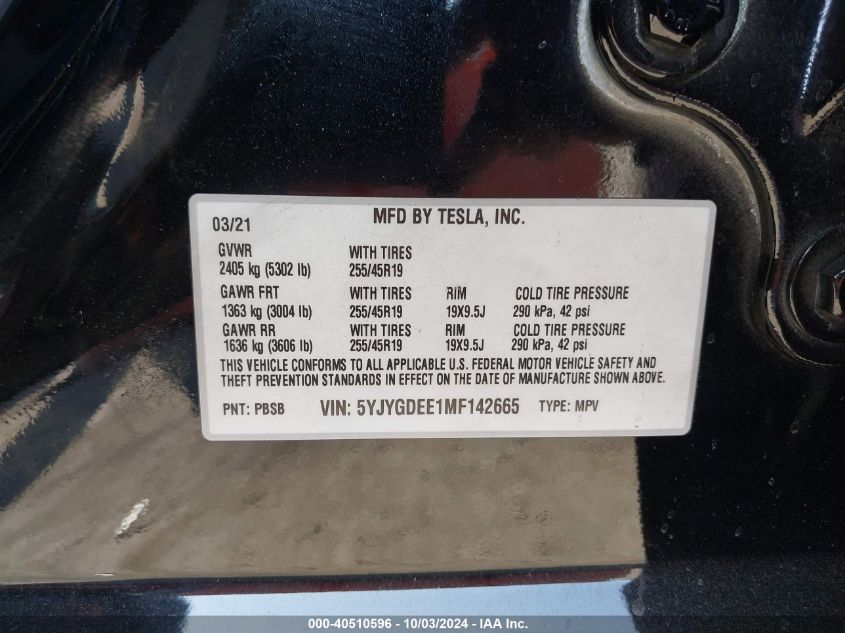 03/21 MFD BY TESLA, INC.
GVWR WITH TIRES
2405 kg (5302 lb) 255/45R19
GAWR FRT WITH TIRES RIM COLD TIRE PRESSURE
1363 kg (3004 lb) 255/45R19 19X9.5J 290 kPa, 42 psi
GAWR RR WITH TIRES RIM COLD TIRE PRESSURE
1636 kg (3606 lb) 255/45R19 19X9.5J 290 kPa, 42 psi
THIS VEHICLE CONFORMS TO ALL APPLICABLE U.S. FEDERAL MOTOR VEHICLE SAFETY AND
THEFT PREVENTION STANDARDS IN EFFECT ON THE DATE OF MANUFACTURE SHOWN ABOVE.
PNT: PBSB VIN: 5YJYGDEE1MF142665 TYPE: MPV
000-40510596 - 10/03/2024 - IAA Inc.